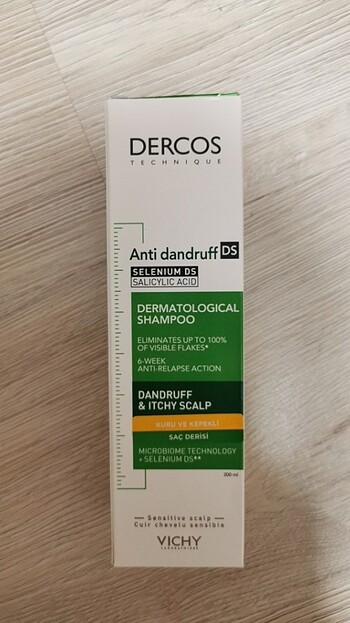 DERCOS
TECHNIQUE
Anti dandruff DS
SELENIUM DS
SALICYLIC ACID
DERMATOLOGICAL
SHAMPOO
ELIMINATES UP TO 100%
OF VISIBLE FLAKES*
6-WEEK
ANTI-RELAPSE ACTION
DANDRUFF
& ITCHY SCALP
KURU VE KEPEKLİ
SAÇ DERİSİ
MICROBIOME TECHNOLOGY
+ SELENIUM DS**
200 ml
Sensitive scalp
Cuir chevelu sensible
VICHY
LABORATOIRES